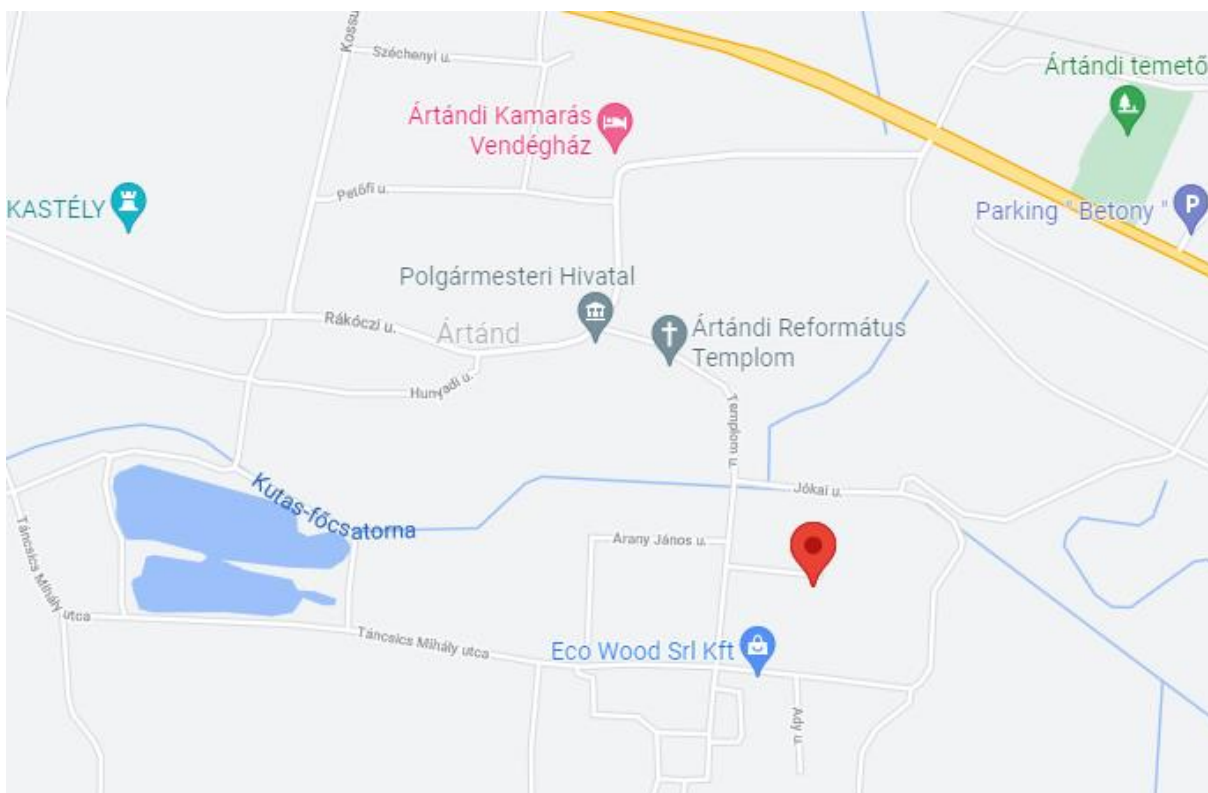 Kossu
Széchenyi u.
Ártándi temető
Ártándi Kamarás
Vendégház
Petőfi u.
KASTÉLY
Parking " Betony "
P
Polgármesteri Hivatal
Rákóczi u.
Ártánd
Ártándi Református
Templom
Hunyadi u.
Templom u.
Kutas-főcsatorna
Jókai u.
Táncsics Mihály utca
Arany János u.
Táncsics Mihály utca
Eco Wood Srl Kft
Ady u.